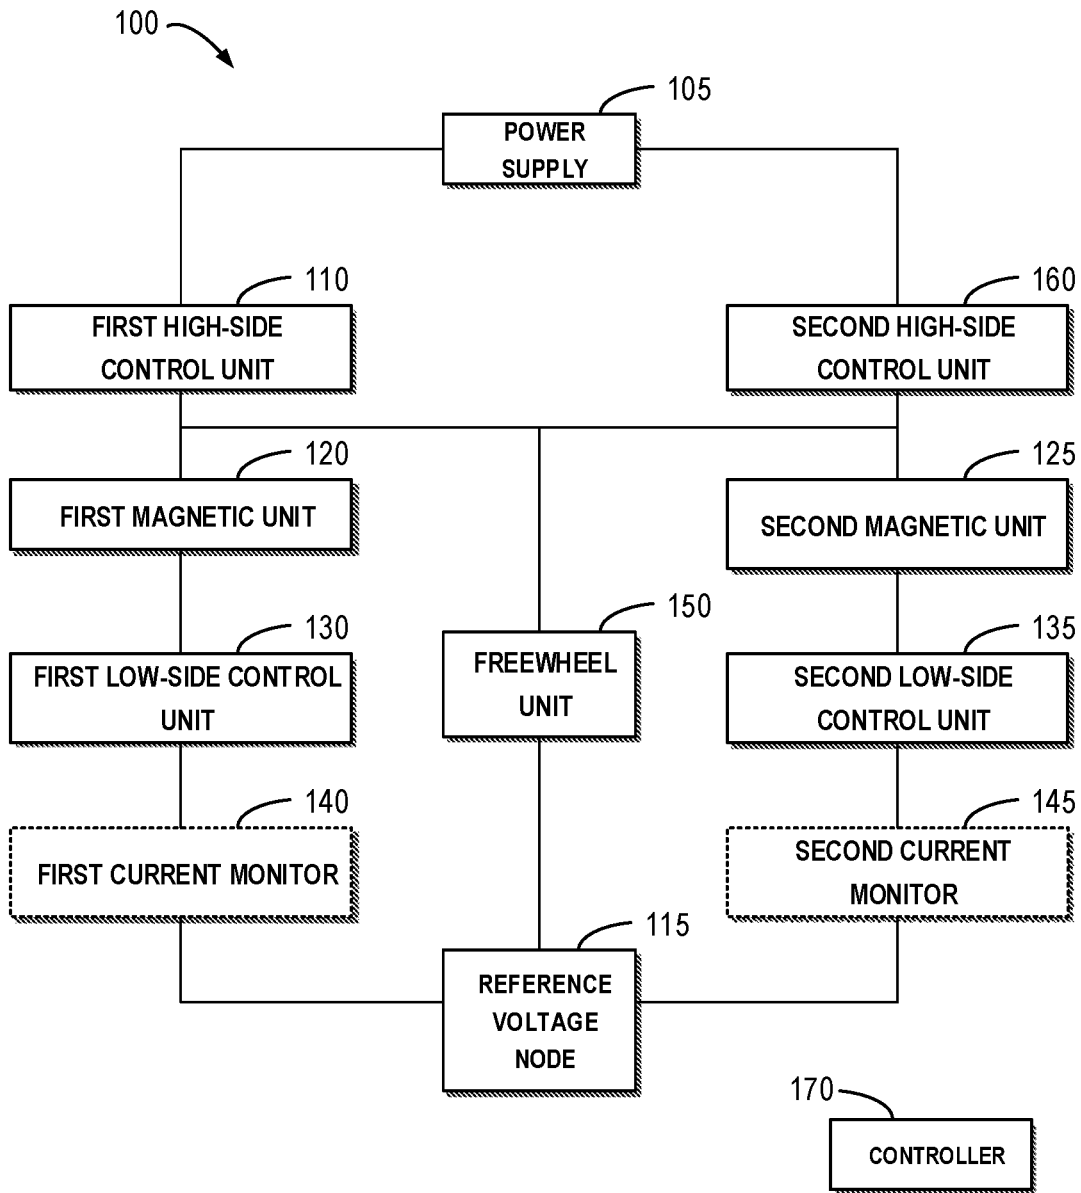 100
105
POWER
SUPPLY
110
160
FIRST HIGH-SIDE
CONTROL UNIT
SECOND HIGH-SIDE
CONTROL UNIT
120
125
FIRST MAGNETIC UNIT
SECOND MAGNETIC UNIT
130
150
135
FIRST LOW-SIDE CONTROL
UNIT
FREEWHEEL
UNIT
SECOND LOW-SIDE
CONTROL UNIT
140
145
FIRST CURRENT MONITOR
SECOND CURRENT
MONITOR
115
REFERENCE
VOLTAGE
NODE
170
CONTROLLER